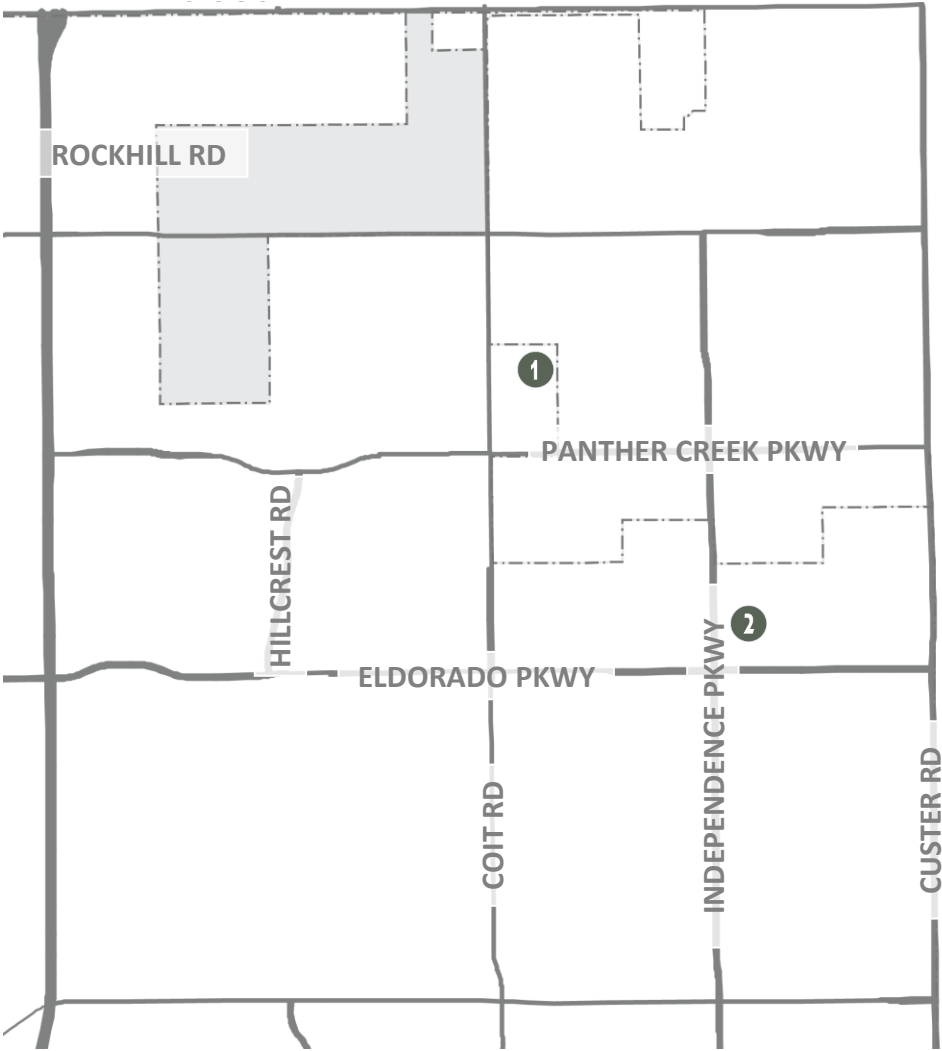 ROCKHILL RD
1
PANTHER CREEK PKWY
HILLCREST RD
2
ELDORADO PKWY
INDEPENDENCE PKWY
COIT RD
CUSTER RD